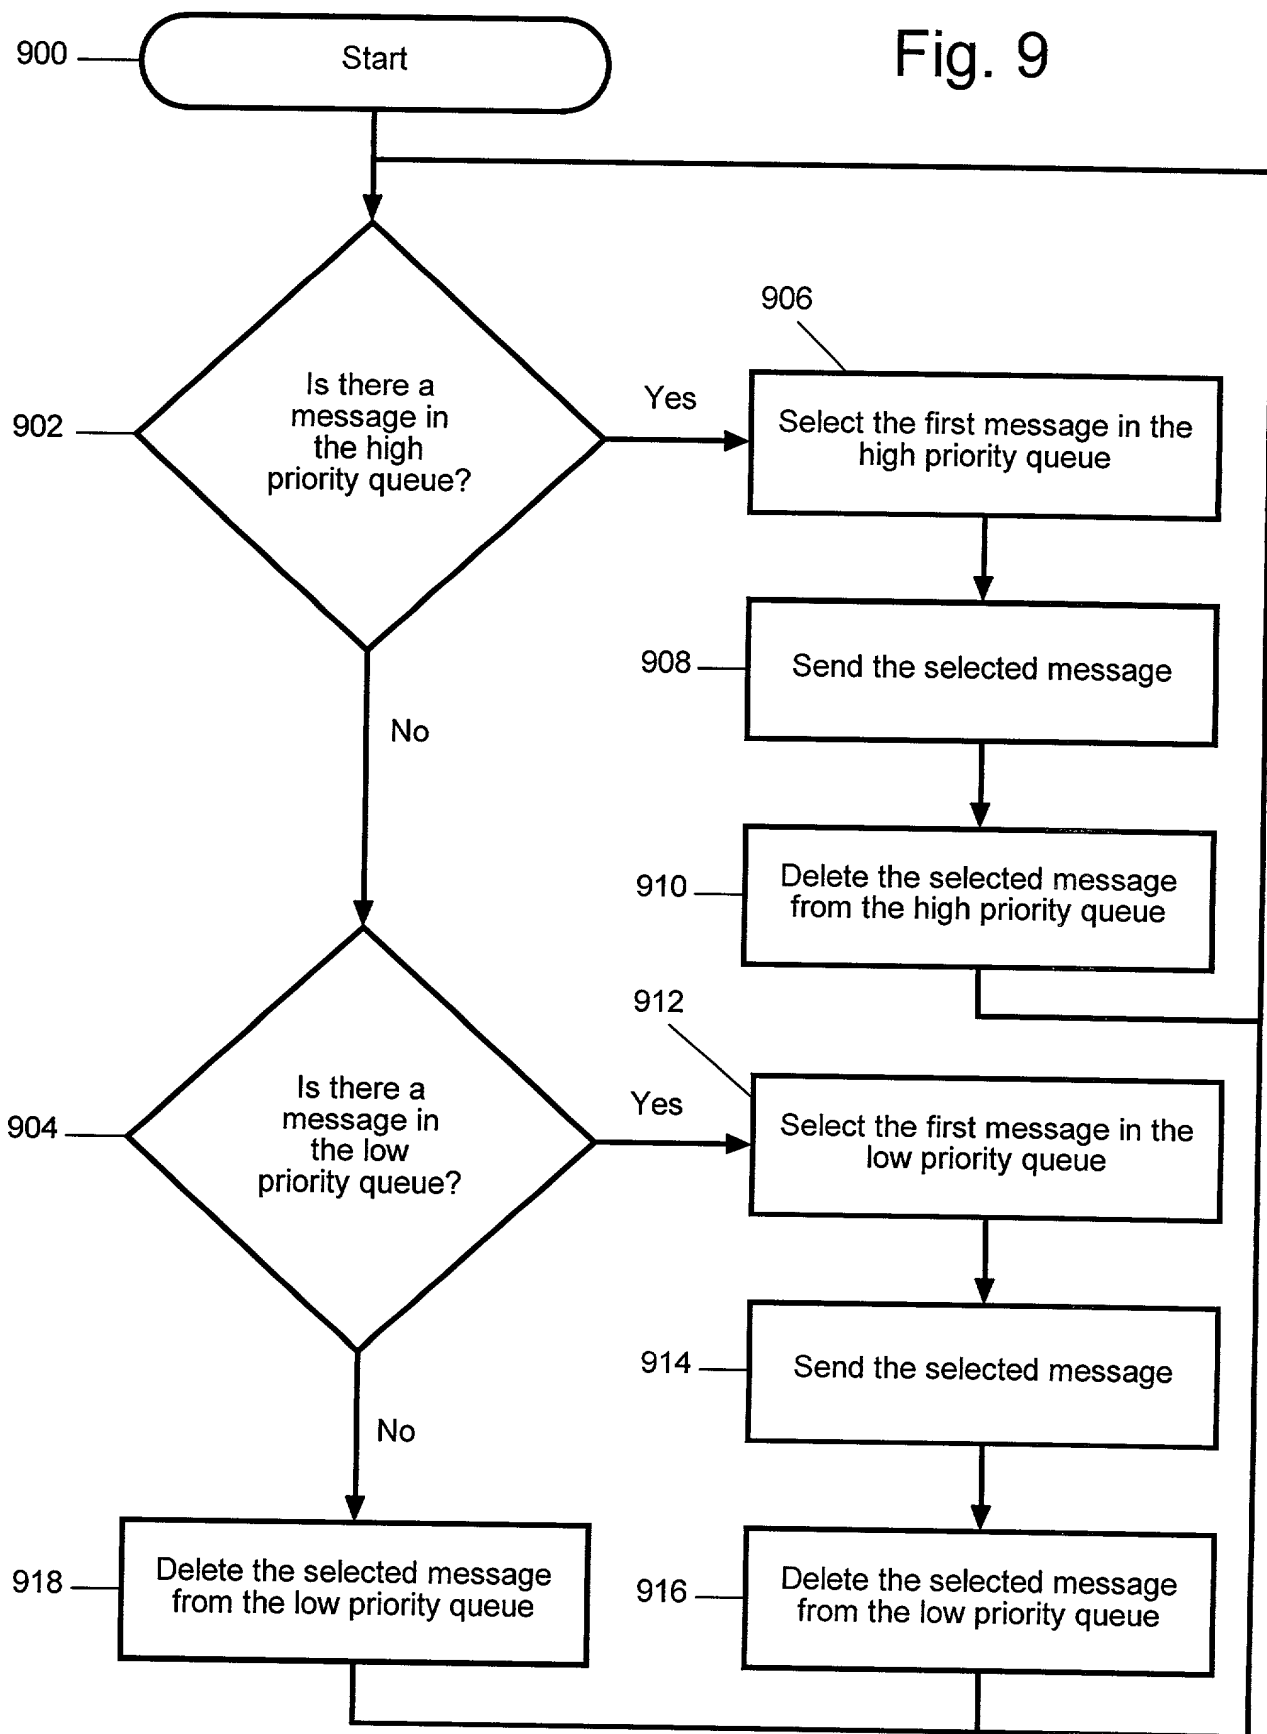 Fig. 9
900
Start
902
Is there a
message in
the high
priority queue?
Yes
906
Select the first message in the
high priority queue
908
Send the selected message
No
910
Delete the selected message
from the high priority queue
904
Is there a
message in
the low
priority queue?
Yes
912
Select the first message in the
low priority queue
914
Send the selected message
No
918
Delete the selected message
from the low priority queue
916
Delete the selected message
from the low priority queue